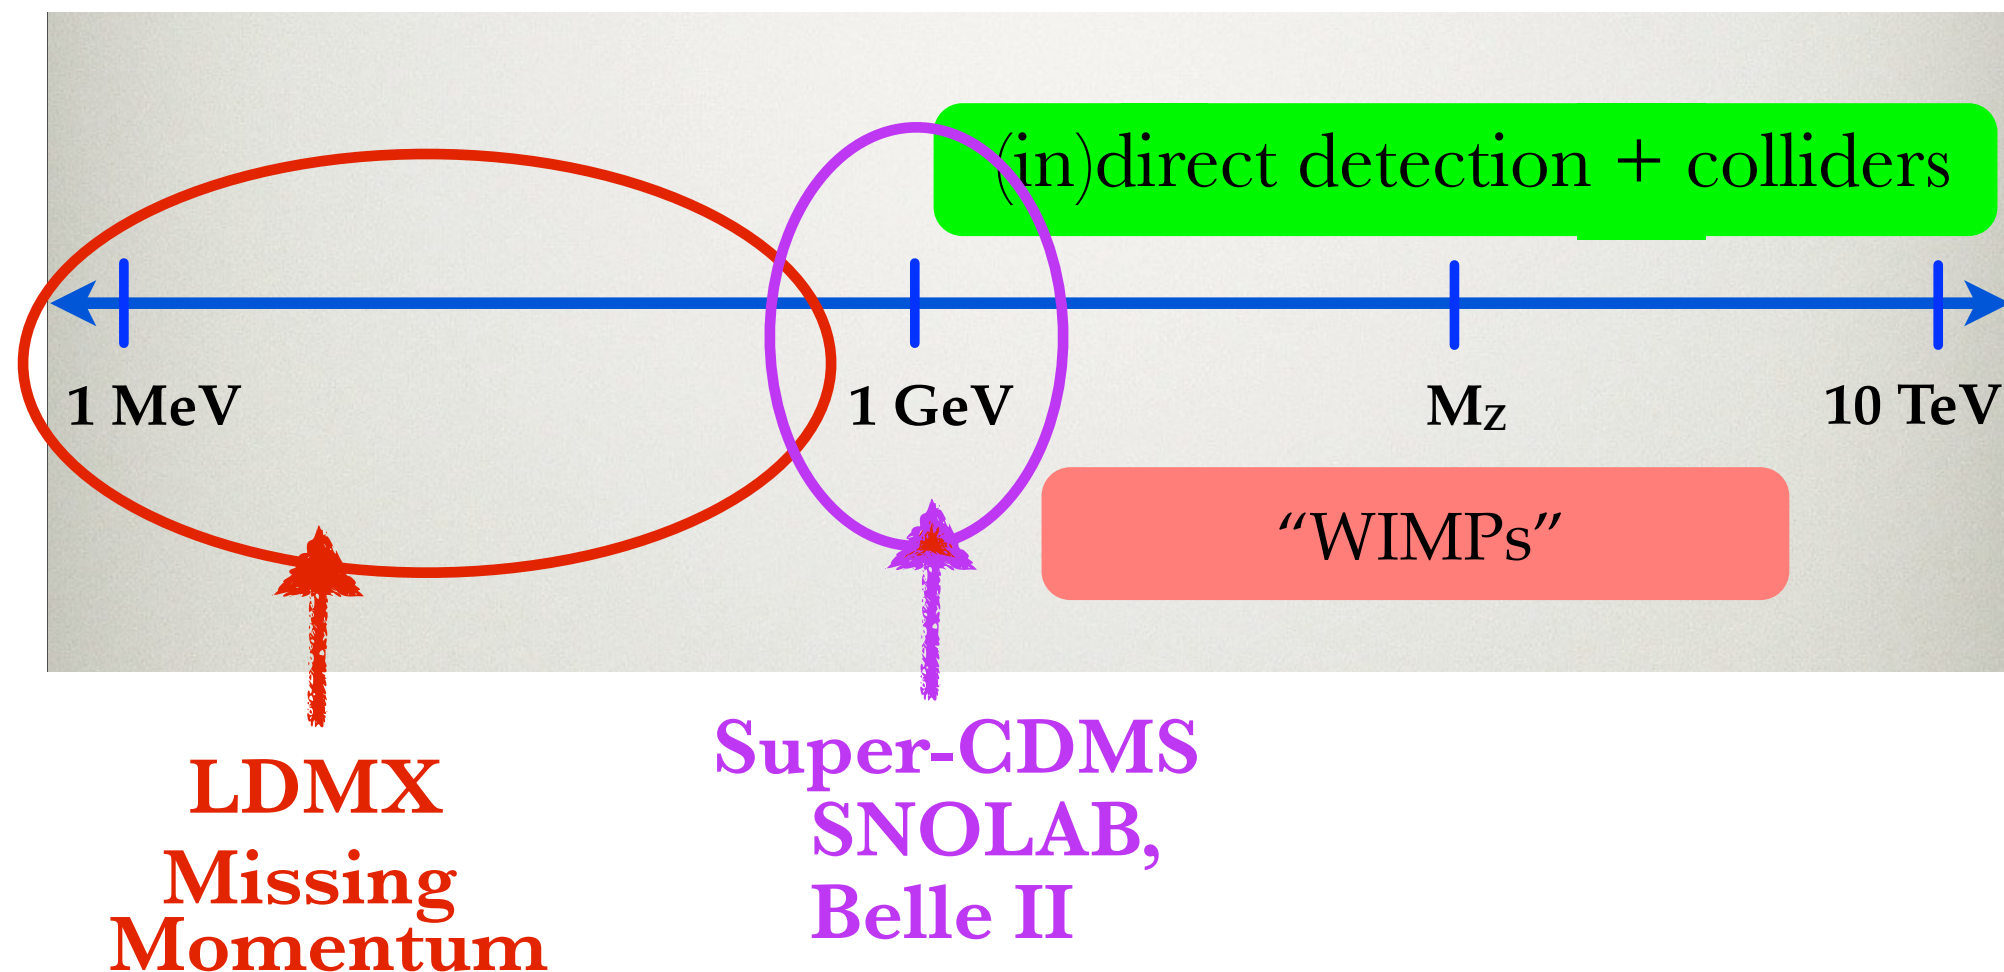 (in)direct detection + colliders
1 MeV
1 GeV
MZ
10 TeV
“WIMPs”
LDMX
Missing
Momentum
Super-CDMS
SNOLAB,
Belle II